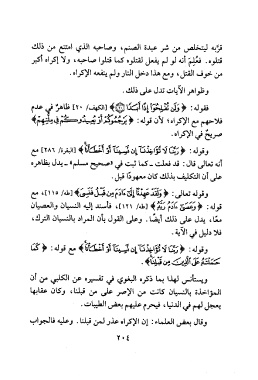 قرَّبه ليتخلص من شر عبدة الصنم، وصاحبه الذي امتنع من ذلك
قتلوه. فعُلِمَ أنه لو لم يفعل لقتلوه كما قتلوا صاحبه، ولا إكراه أكبر
من خوف القتل، ومع هذا دخل النار ولم ينفعه الإكراه.
وظواهر الآيات تدل على ذلك.
فقوله: ﴿وَلَن تُفْلِحُوٓاْ إِذًا أَبَدًا ۝٢٠﴾ [الكهف/ ٢٠] ظاهرٌ في عدم
فلاحهم مع الإكراه؛ لأن قوله: ﴿يَرْجُمُوكُمْ أَوْ يُعِيدُوكُمْ فِى مِلَّتِهِمْ﴾
صريحٌ في الإكراه.
وقوله: ﴿رَبَّنَا لَا تُؤَاخِذْنَآ إِن نَّسِينَآ أَوْ أَخْطَأْنَا﴾ [البقرة/ ٢٨٦] مع
أنه تعالى قال: قد فعلت ـ كما ثبت في «صحيح مسلم» ـ يدل بظاهره
على أن التكليف بذلك كان معهودًا قبل.
وقوله تعالى: ﴿وَلَقَدْ عَهِدْنَآ إِلَىٰٓ ءَادَمَ مِن قَبْلُ فَنَسِىَ﴾ [طه/ ١١٥]، مع
قوله: ﴿وَعَصَىٰٓ ءَادَمُ رَبَّهُ﴾ [طه/ ١٢١]، فأسند إليه النسيان والعصيان
معًا، يدل على ذلك أيضًا. وعلى القول بأن المراد بالنسيان الترك،
فلا دليل في الآية.
وقوله: ﴿رَبَّنَا لَا تُؤَاخِذْنَآ إِن نَّسِينَآ أَوْ أَخْطَأْنَا﴾ مع قوله: ﴿كَمَا
حَمَلْتَهُ عَلَى ٱلَّذِينَ مِن قَبْلِنَا﴾.
ويستأنس لهذا بما ذكره البغوي في تفسيره عن الكلبي من أن
المؤاخذة بالنسيان كانت من الإصر على من قبلنا، وكان عقابها
يعجل لهم في الدنيا، فيحرم عليهم بعض الطيبات.
وقال بعض العلماء: إن الإكراه عذر لمن قبلنا. وعليه فالجواب
٢٠٤